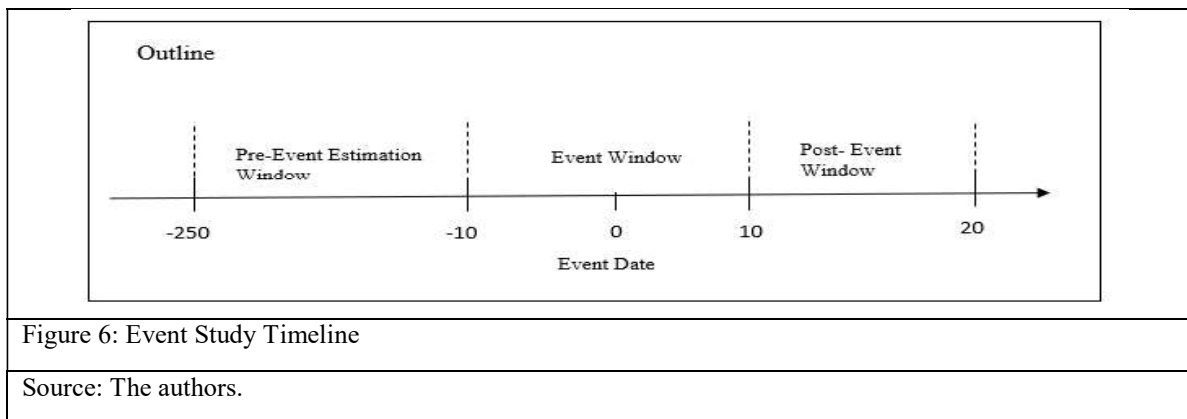 Outline
Pre-Event Estimation
Window
Event Window
Post- Event
Window
-250
-10
0
10
20
Event Date
Figure 6: Event Study Timeline
Source: The authors.